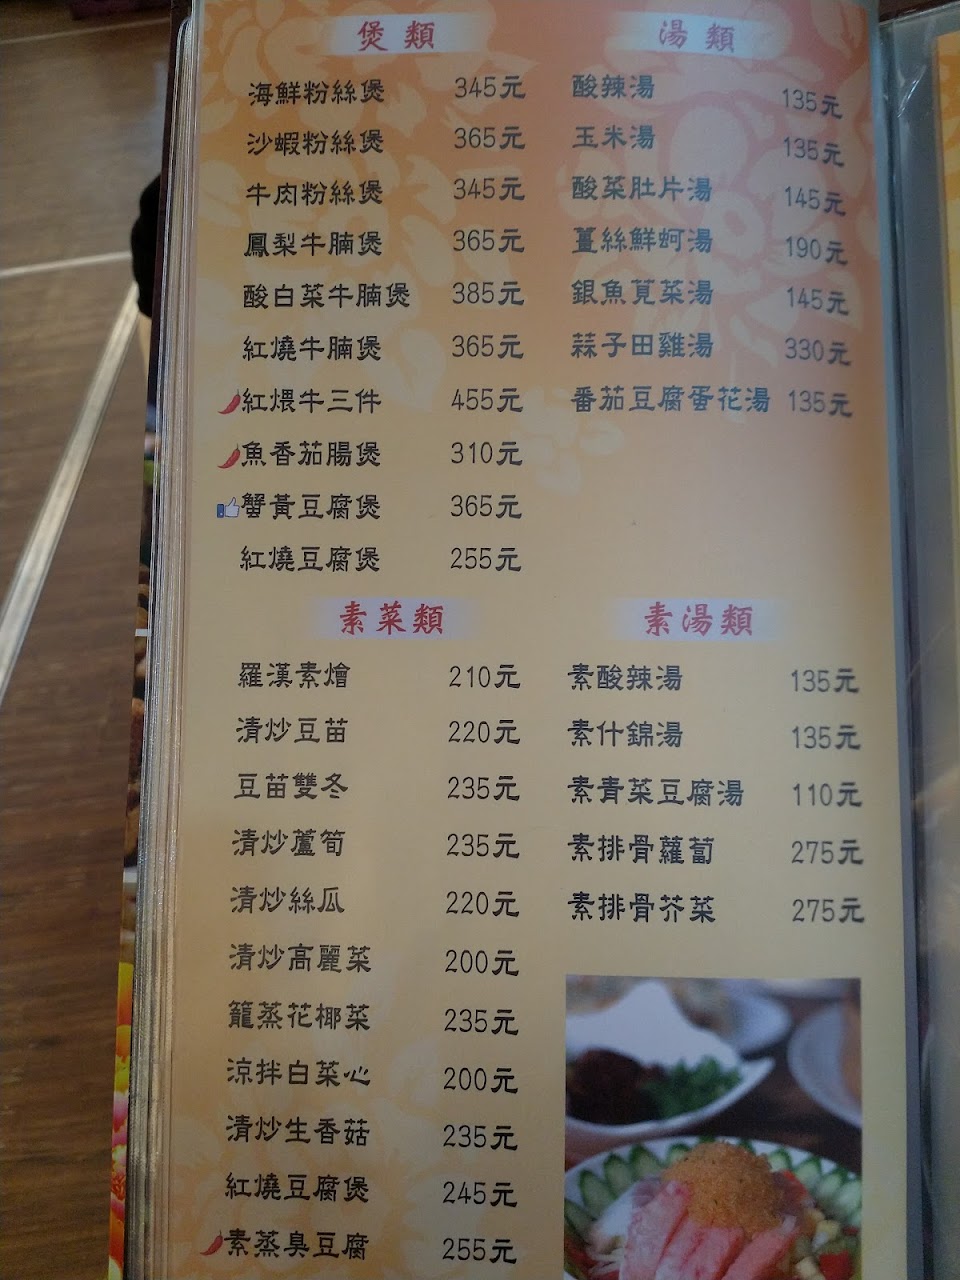 煲類
海鮮粉絲煲 345元
沙蝦粉絲煲 365元
牛肉粉絲煲 345元
鳳梨牛腩煲 365元
酸白菜牛腩煲 385元
紅燒牛腩煲 365元
紅煨牛三件 455元
魚香茄腸煲 310元
蟹黃豆腐煲 365元
紅燒豆腐煲 255元
湯類
酸辣湯 135元
玉米湯 135元
酸菜肚片湯 145元
薑絲鮮蚵湯 190元
銀魚莧菜湯 145元
蒜子田雞湯 330元
番茄豆腐蛋花湯 135元
素菜類
羅漢素燴 210元
清炒豆苗 220元
豆苗雙冬 235元
清炒蘆筍 235元
清炒絲瓜 220元
清炒高麗菜 200元
籠蒸花椰菜 235元
涼拌白菜心 200元
清炒生香菇 235元
紅燒豆腐煲 245元
素蒸臭豆腐 255元
素湯類
素酸辣湯 135元
素什錦湯 135元
素青菜豆腐湯 110元
素排骨蘿蔔 275元
素排骨芥菜 275元